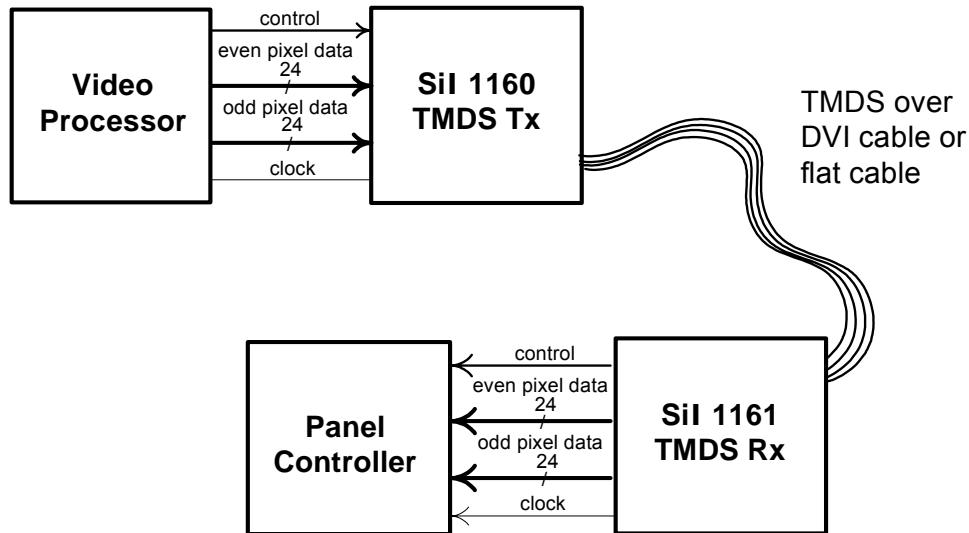 control
even pixel data
24
odd pixel data
24
clock
Video
Processor
SiI 1160
TMDS Tx
TMDS over
DVI cable or
flat cable
control
even pixel data
24
odd pixel data
24
clock
Panel
Controller
SiI 1161
TMDS Rx